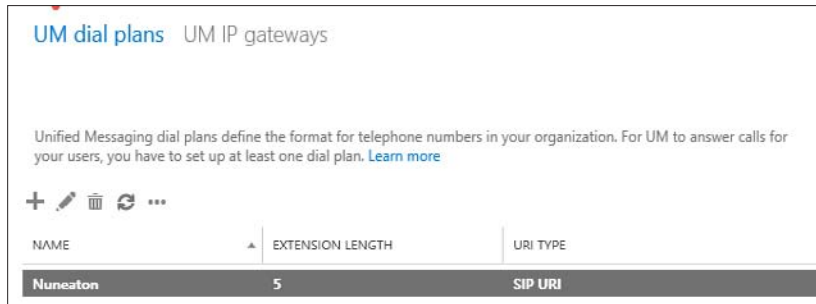 UM dial plans UM IP gateways
Unified Messaging dial plans define the format for telephone numbers in your organization. For UM to answer calls for
your users, you have to set up at least one dial plan. Learn more
NAME EXTENSION LENGTH URI TYPE
Nuneaton 5 SIP URI